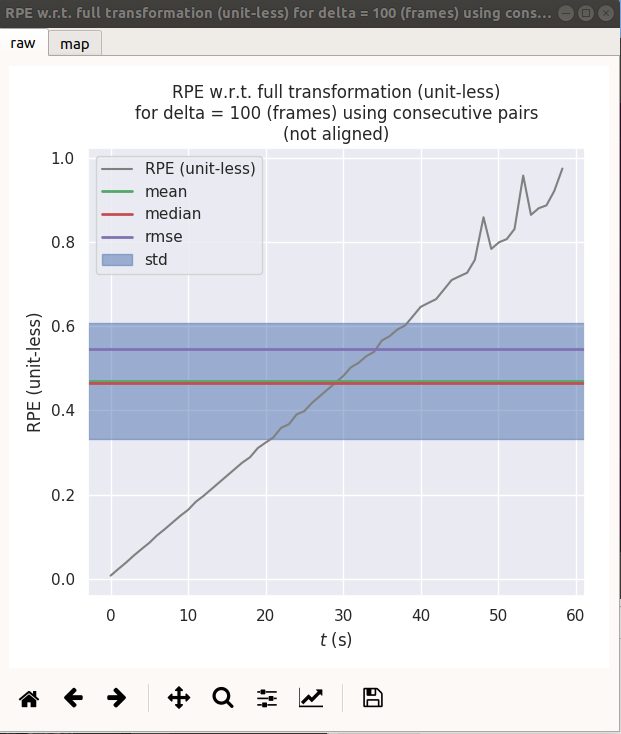 RPE w.r.t. full transformation (unit-less) for delta = 100 (frames) using cons...
raw map
RPE w.r.t. full transformation (unit-less)
for delta = 100 (frames) using consecutive pairs
(not aligned)
RPE (unit-less)
mean
median
rmse
std
1.0
0.8
0.6
0.4
0.2
0.0
RPE (unit-less)
0 10 20 30 40 50 60
t (s)